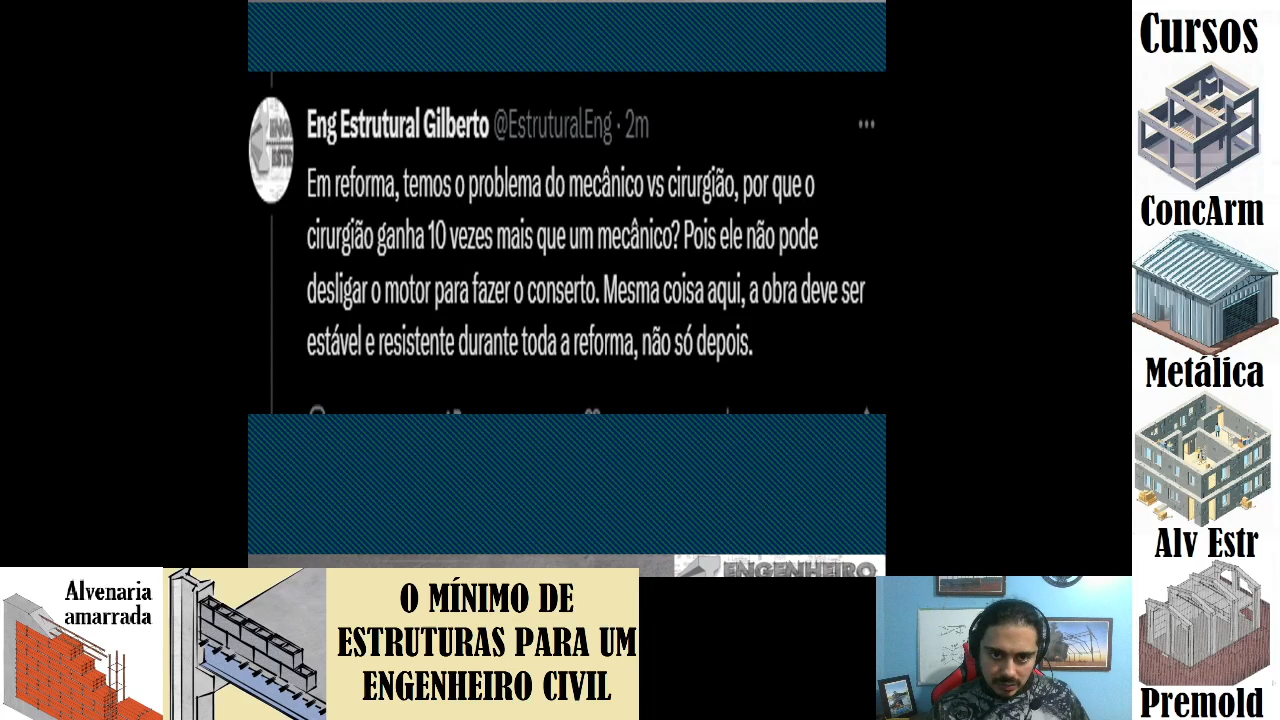 Eng Estrutural Gilberto @EstruturalEng · 2m
Em reforma, temos o problema do mecânico vs cirurgião, por que o
cirurgião ganha 10 vezes mais que um mecânico? Pois ele não pode
desligar o motor para fazer o conserto. Mesma coisa aqui, a obra deve ser
estável e resistente durante toda a reforma, não só depois.
ENGENHEIRO
Alvenaria
amarrada
O MÍNIMO DE
ESTRUTURAS PARA UM
ENGENHEIRO CIVIL
Cursos
ConcArm
Metálica
Alv Estr
Premold